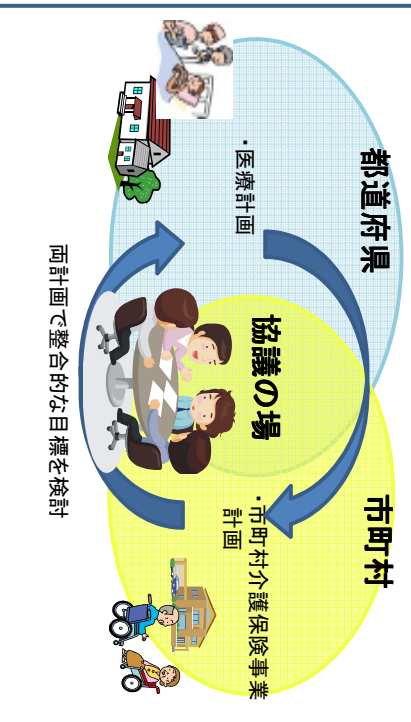 都道府県
・医療計画
協議の場
市町村
・市町村介護保険事業
計画
両計画で整合的な目標を検討